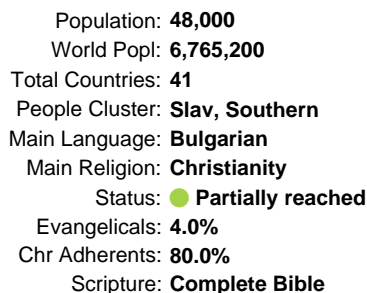 Population: 48,000
World Popl: 6,765,200
Total Countries: 41
People Cluster: Slav, Southern
Main Language: Bulgarian
Main Religion: Christianity
Status: Partially reached
Evangelicals: 4.0%
Chr Adherents: 80.0%
Scripture: Complete Bible